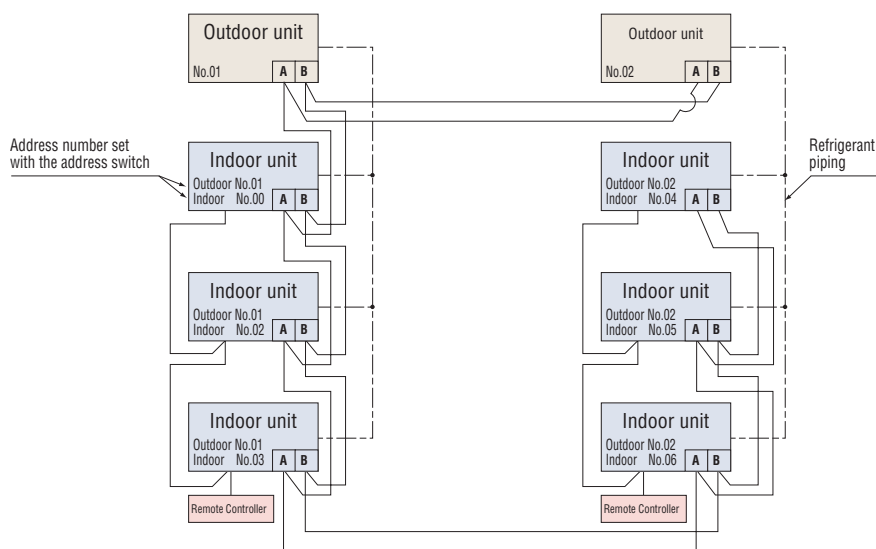 Outdoor unit
No.01 A B
Outdoor unit
No.02 A B
Address number set
with the address switch
Indoor unit
Outdoor No.01
Indoor No.00 A B
Indoor unit
Outdoor No.02
Indoor No.04 A B
Refrigerant
piping
Indoor unit
Outdoor No.01
Indoor No.02 A B
Indoor unit
Outdoor No.02
Indoor No.05 A B
Indoor unit
Outdoor No.01
Indoor No.03 A B
Indoor unit
Outdoor No.02
Indoor No.06 A B
Remote Controller
Remote Controller